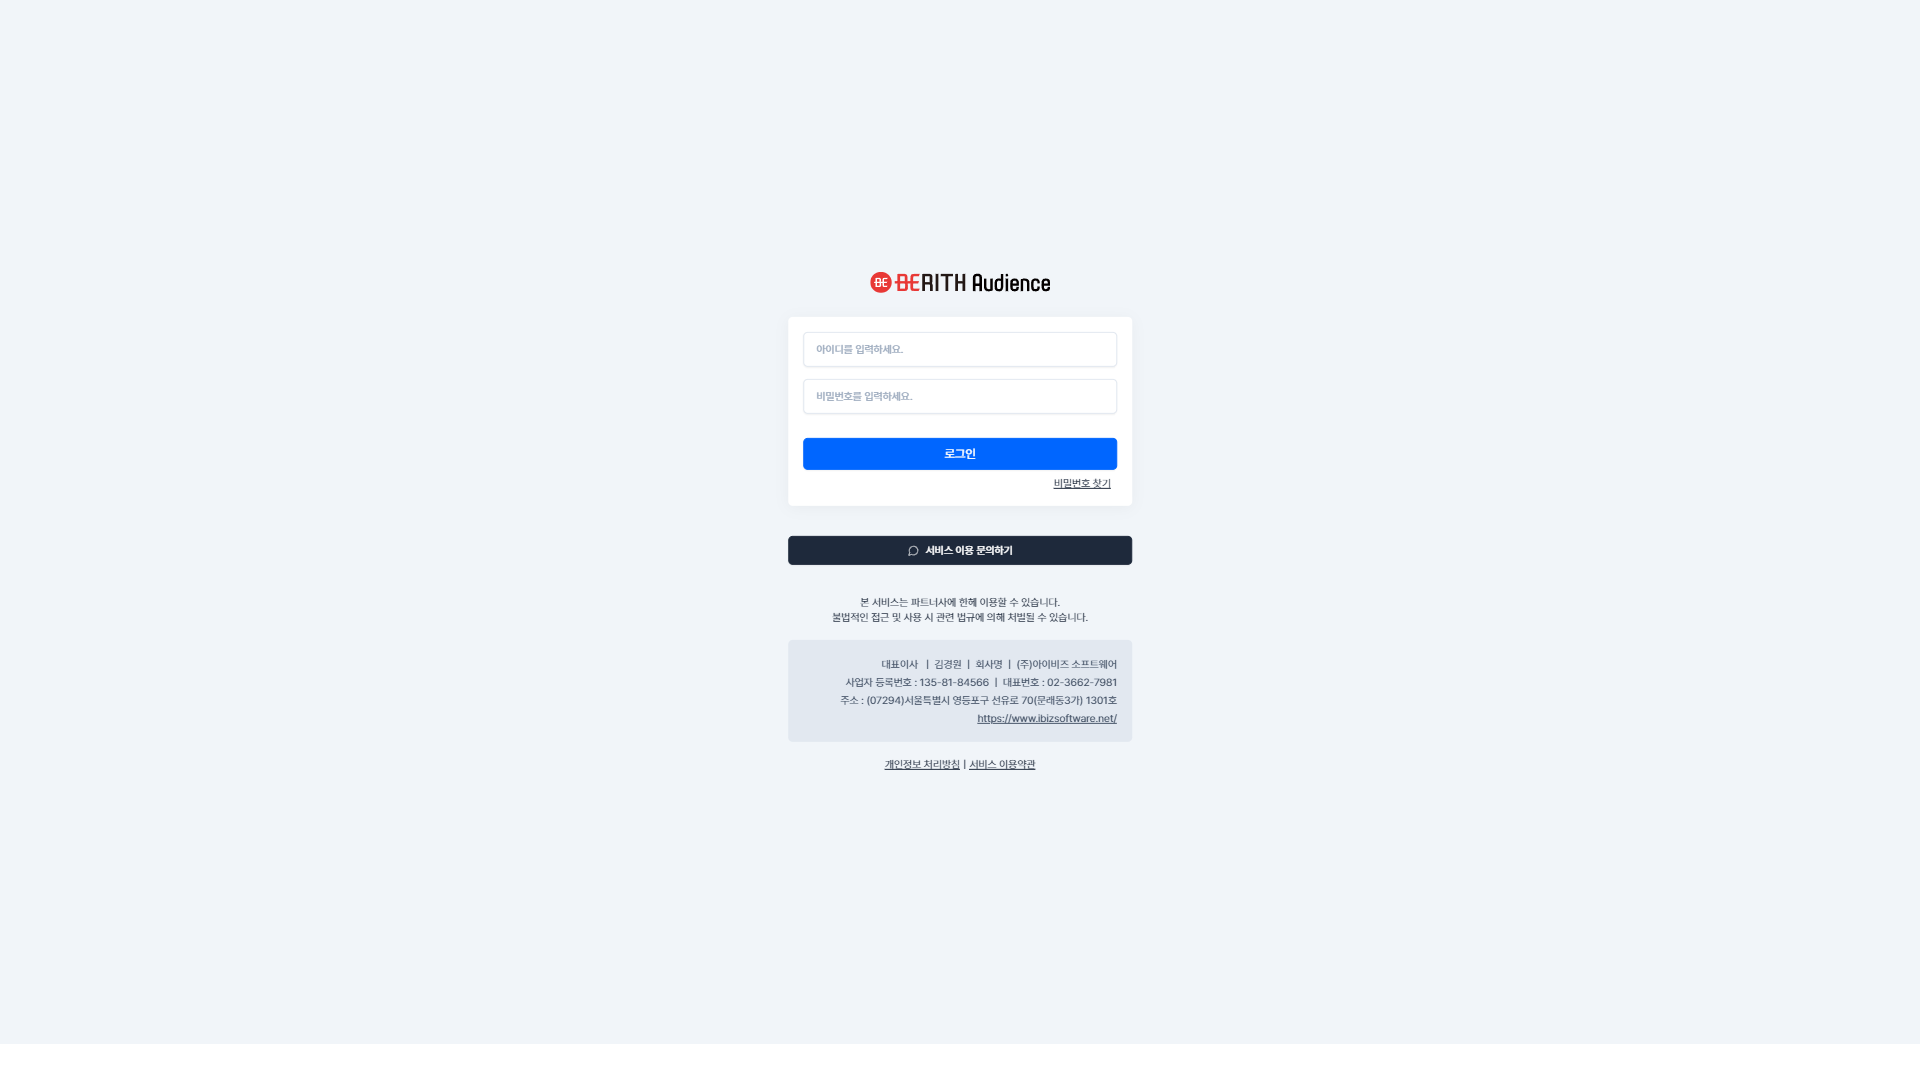 BE BERITH Audience
아이디를 입력하세요.
비밀번호를 입력하세요.
로그인
비밀번호 찾기
서비스 이용 문의하기
본 서비스는 파트너사에 한헤 이용할 수 있습니다.
불법적인 접근 및 사용 시 관련 법규에 의해 처벌될 수 있습니다.
대표이사 | 김경원 | 회사명 | (주)아이비즈 소프트웨어
사업자 등록번호 : 135-81-84566 | 대표번호 : 02-3662-7981
주소 : (07294)서울특별시 영등포구 선유로 70(문래동3가) 1301호
https://www.ibizsoftware.net/
개인정보 처리방침 | 서비스 이용약관